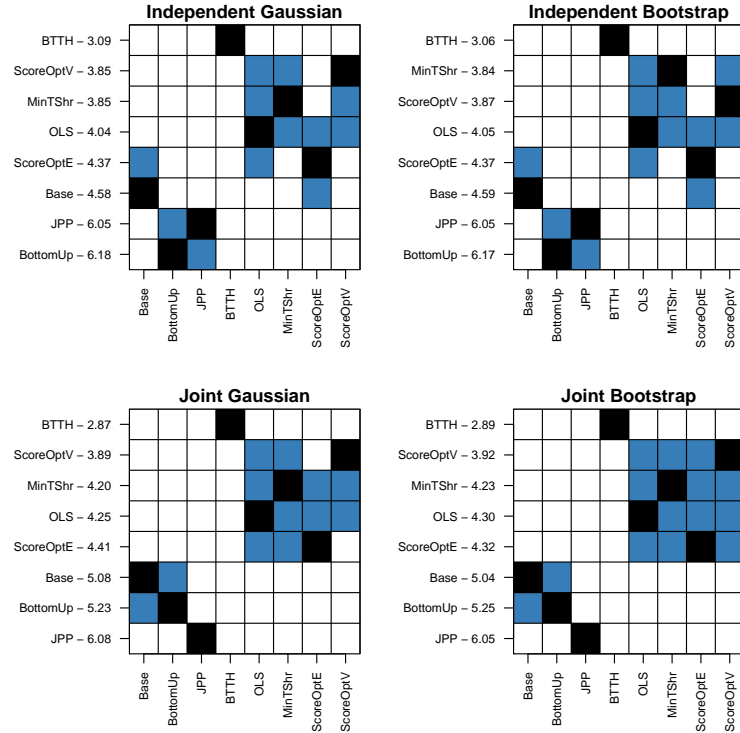 Independent Gaussian
BTTH − 3.09
ScoreOptV − 3.85
MinTShr − 3.85
OLS − 4.04
ScoreOptE − 4.37
Base − 4.58
JPP − 6.05
BottomUp − 6.18
Base
BottomUp
JPP
BTTH
OLS
MinTShr
ScoreOptE
ScoreOptV
Independent Bootstrap
BTTH − 3.06
MinTShr − 3.84
ScoreOptV − 3.87
OLS − 4.05
ScoreOptE − 4.37
Base − 4.59
JPP − 6.05
BottomUp − 6.17
Base
BottomUp
JPP
BTTH
OLS
MinTShr
ScoreOptE
ScoreOptV
Joint Gaussian
BTTH − 2.87
ScoreOptV − 3.89
MinTShr − 4.20
OLS − 4.25
ScoreOptE − 4.41
Base − 5.08
BottomUp − 5.23
JPP − 6.08
Base
BottomUp
JPP
BTTH
OLS
MinTShr
ScoreOptE
ScoreOptV
Joint Bootstrap
BTTH − 2.89
ScoreOptV − 3.92
MinTShr − 4.23
OLS − 4.30
ScoreOptE − 4.32
Base − 5.04
BottomUp − 5.25
JPP − 6.05
Base
BottomUp
JPP
BTTH
OLS
MinTShr
ScoreOptE
ScoreOptV